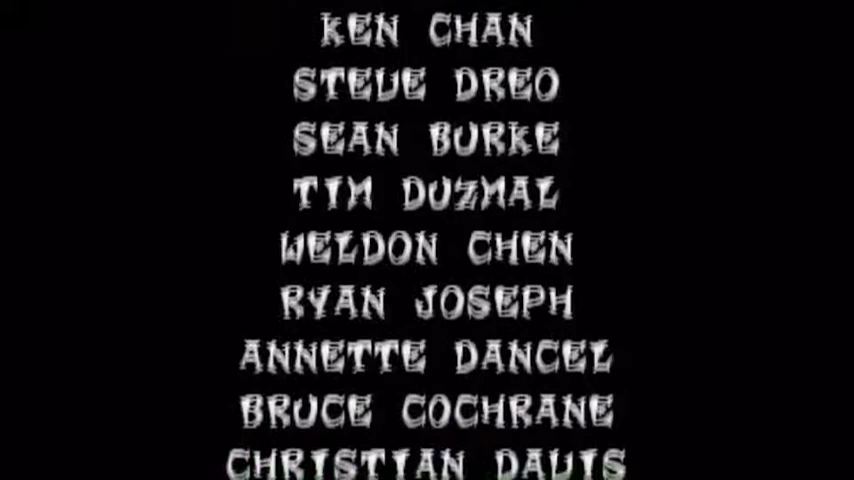 KEN CHAN
STEVE DREO
SEAN BURKE
TIM DUZMAL
WELDON CHEN
RYAN JOSEPH
ANNETTE DANCEL
BRUCE COCHRANE
CHRISTIAN DAVIS